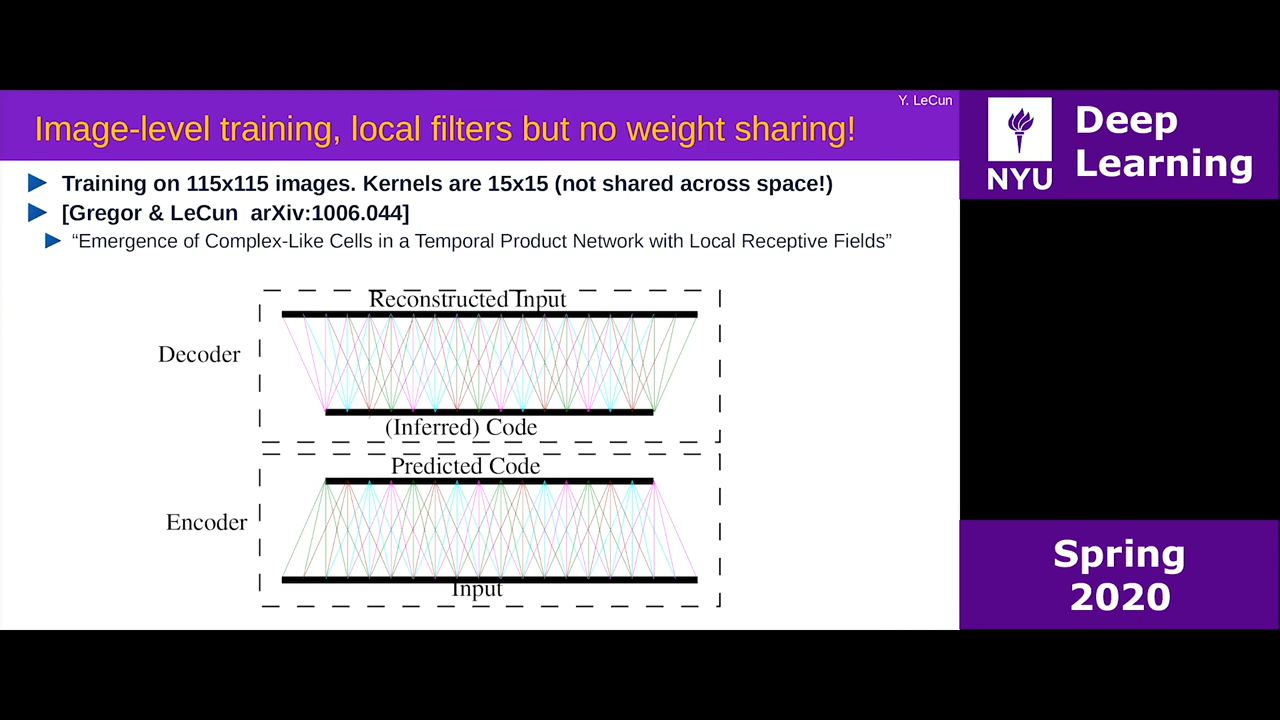 Y. LeCun
Image-level training, local filters but no weight sharing!
Training on 115x115 images. Kernels are 15x15 (not shared across space!)
[Gregor & LeCun arXiv:1006.044]
“Emergence of Complex-Like Cells in a Temporal Product Network with Local Receptive Fields”
Reconstructed Input
Decoder
(Inferred) Code
Predicted Code
Encoder
Input
NYU
Deep
Learning
Spring
2020